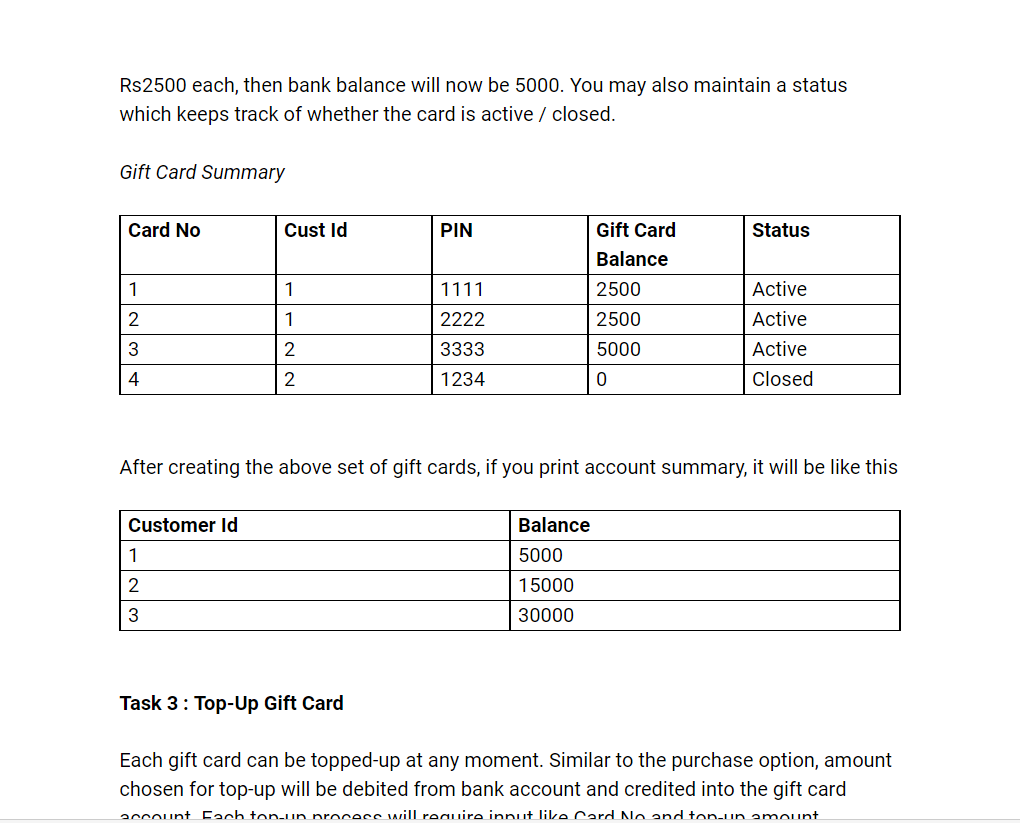 Rs2500 each, then bank balance will now be 5000. You may also maintain a status
which keeps track of whether the card is active / closed.
Gift Card Summary
Card No Cust Id PIN Gift Card Balance Status
1 1 1111 2500 Active
2 1 2222 2500 Active
3 2 3333 5000 Active
4 2 1234 0 Closed
After creating the above set of gift cards, if you print account summary, it will be like this
Customer Id Balance
1 5000
2 15000
3 30000
Task 3 : Top-Up Gift Card
Each gift card can be topped-up at any moment. Similar to the purchase option, amount
chosen for top-up will be debited from bank account and credited into the gift card
account. Each top-up process will require input like Card No and top-up amount.